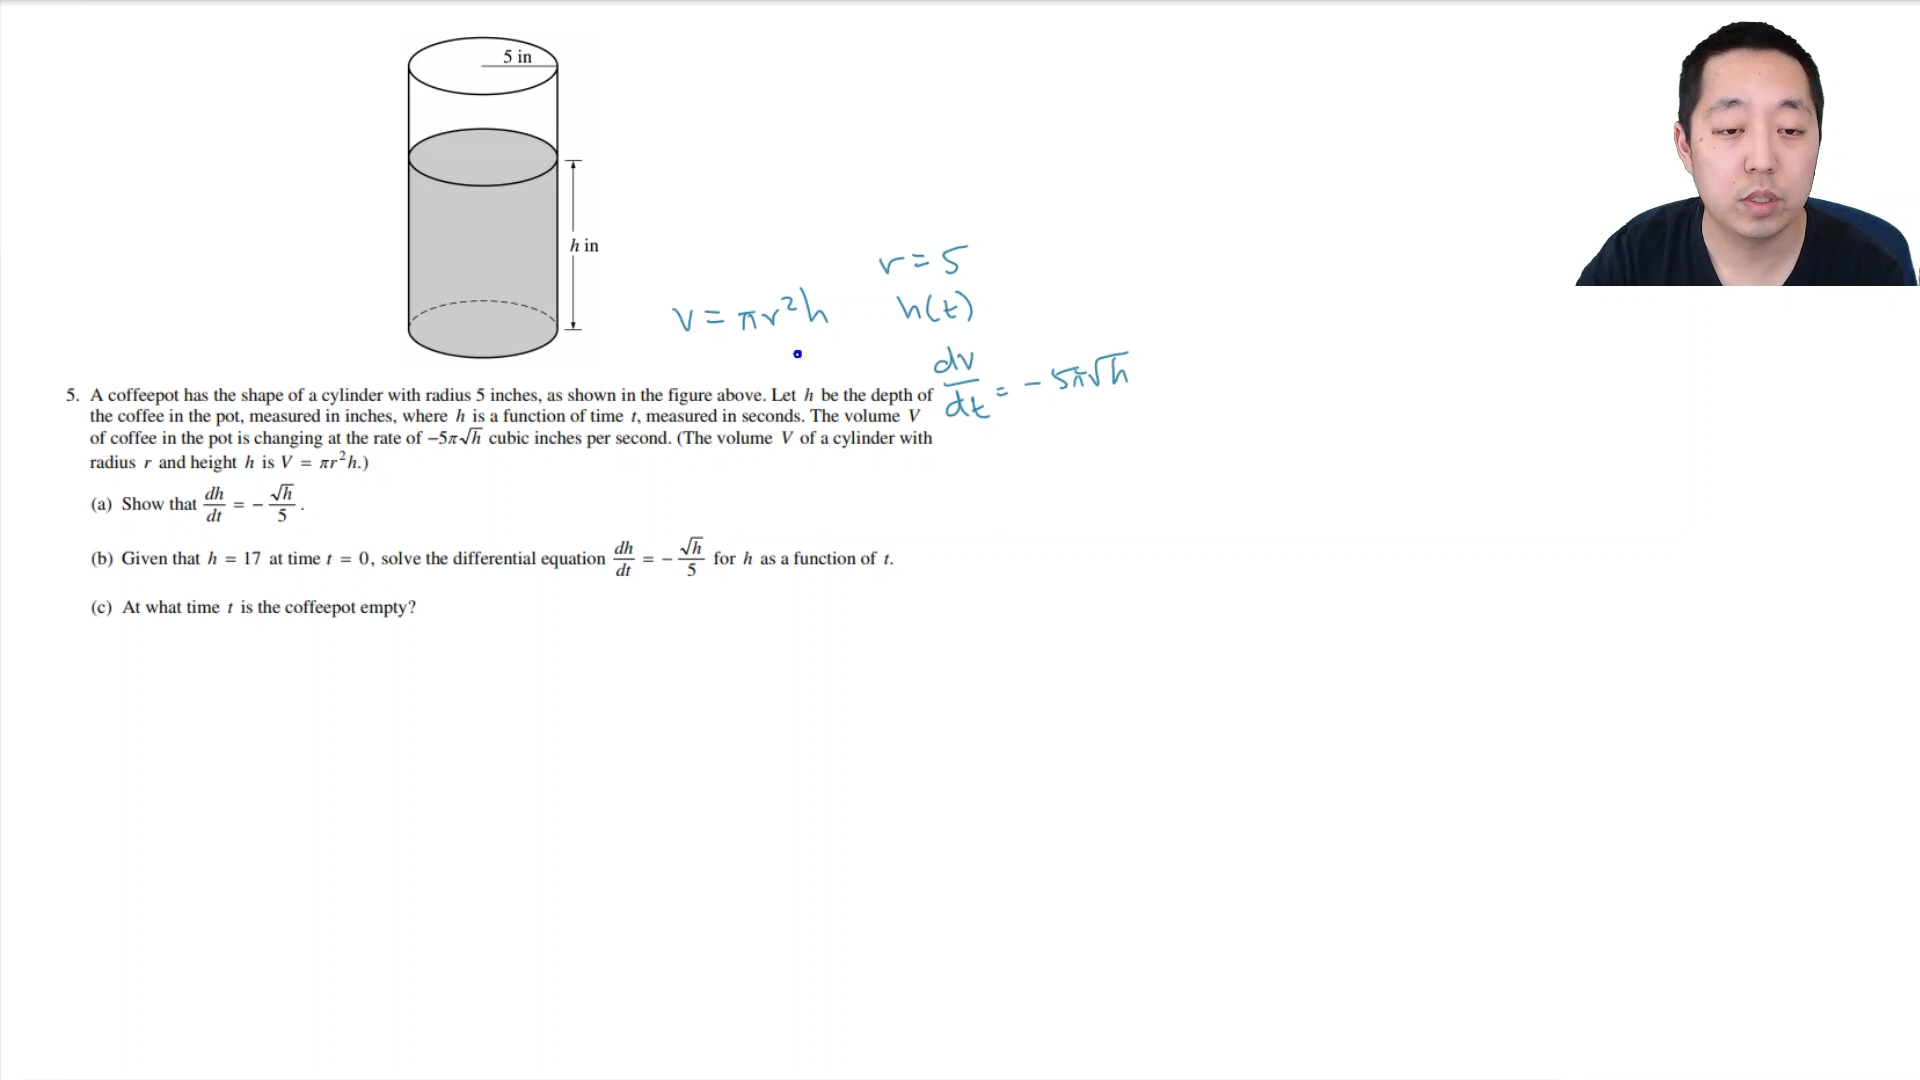 5 in
h in
r = 5
V = πr²h
h(t)
dv/dt = -5π√h
5. A coffeepot has the shape of a cylinder with radius 5 inches, as shown in the figure above. Let h be the depth of
the coffee in the pot, measured in inches, where h is a function of time t, measured in seconds. The volume V
of coffee in the pot is changing at the rate of −5π√h cubic inches per second. (The volume V of a cylinder with
radius r and height h is V = πr²h.)
(a) Show that dh/dt = −√h/5.
(b) Given that h = 17 at time t = 0, solve the differential equation dh/dt = −√h/5 for h as a function of t.
(c) At what time t is the coffeepot empty?